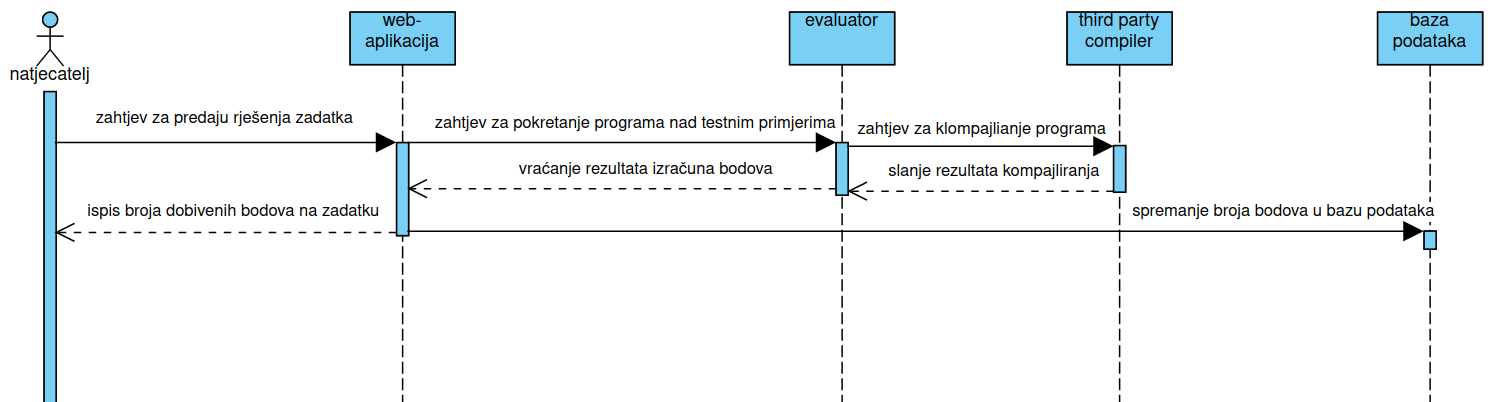 web-
aplikacija
evaluator
third party
compiler
baza
podataka
natjecatelj
zahtjev za predaju rješenja zadatka
zahtjev za pokretanje programa nad testnim primjerima
zahtjev za klompajlianje programa
vraćanje rezultata izračuna bodova
slanje rezultata kompajliranja
ispis broja dobivenih bodova na zadatku
spremanje broja bodova u bazu podataka